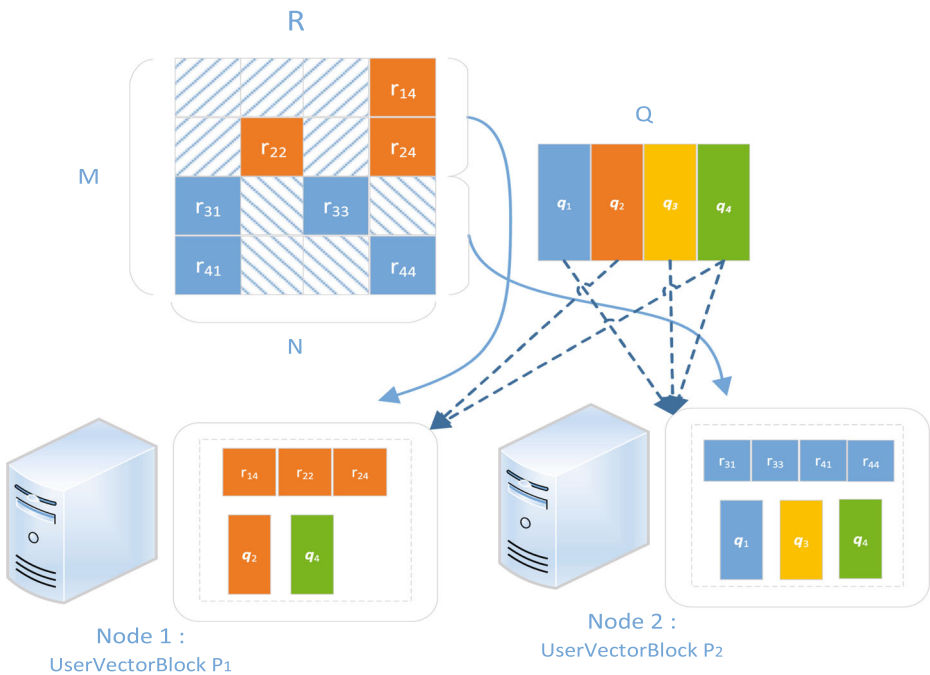 R
r14
r22 r24
r31 r33
r41 r44
M
N
Q
q1 q2 q3 q4
r14 r22 r24
q2 q4
Node 1 :
UserVectorBlock P1
r31 r33 r41 r44
q1 q3 q4
Node 2 :
UserVectorBlock P2